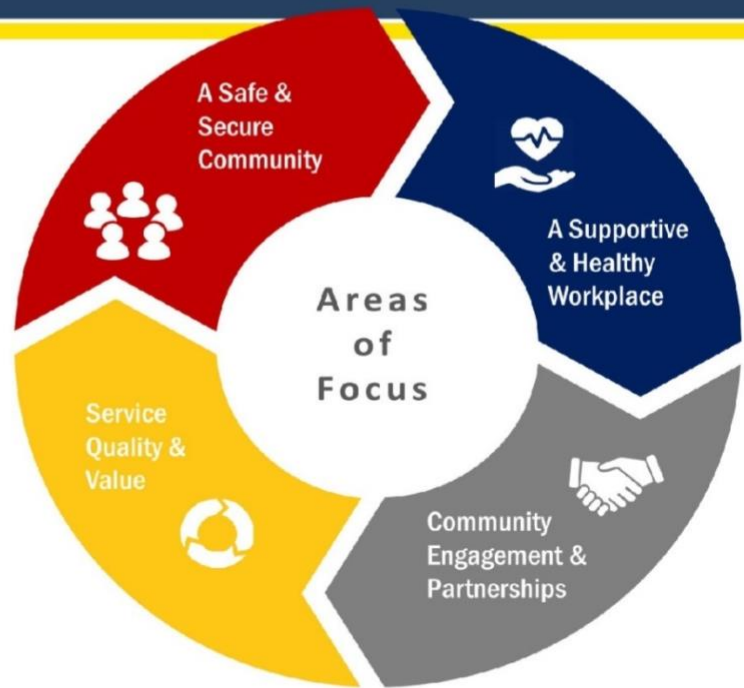 A Safe &
Secure
Community
A Supportive
& Healthy
Workplace
Areas
of
Focus
Service
Quality &
Value
Community
Engagement &
Partnerships